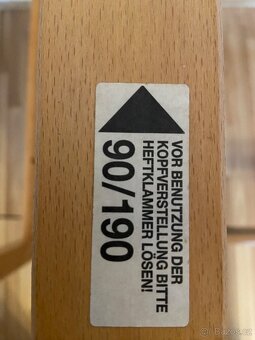 VOR BENUTZUNG DER
KOPFVERSTELLUNG BITTE
HEFTKLAMMER LÖSEN!
90/190